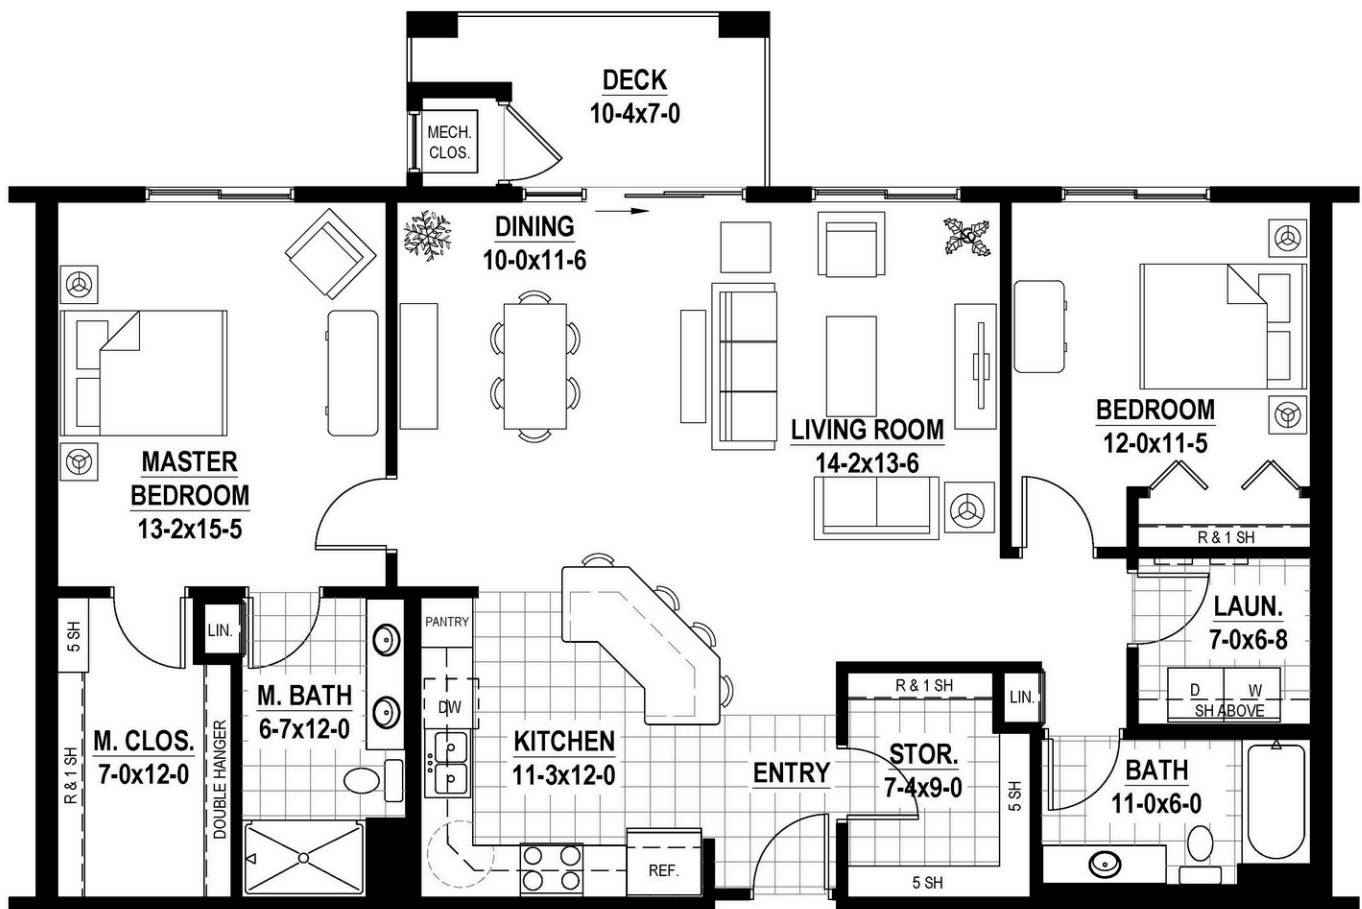 DECK
10-4x7-0
MECH.
CLOS.
DINING
10-0x11-6
LIVING ROOM
14-2x13-6
BEDROOM
12-0x11-5
R & 1 SH
MASTER
BEDROOM
13-2x15-5
5 SH
LIN.
PANTRY
LAUN.
7-0x6-8
D W
SH ABOVE
M. CLOS.
7-0x12-0
R & 1 SH
DOUBLE HANGER
M. BATH
6-7x12-0
DW
KITCHEN
11-3x12-0
REF.
ENTRY
R & 1 SH
STOR.
7-4x9-0
5 SH
5 SH
LIN.
BATH
11-0x6-0